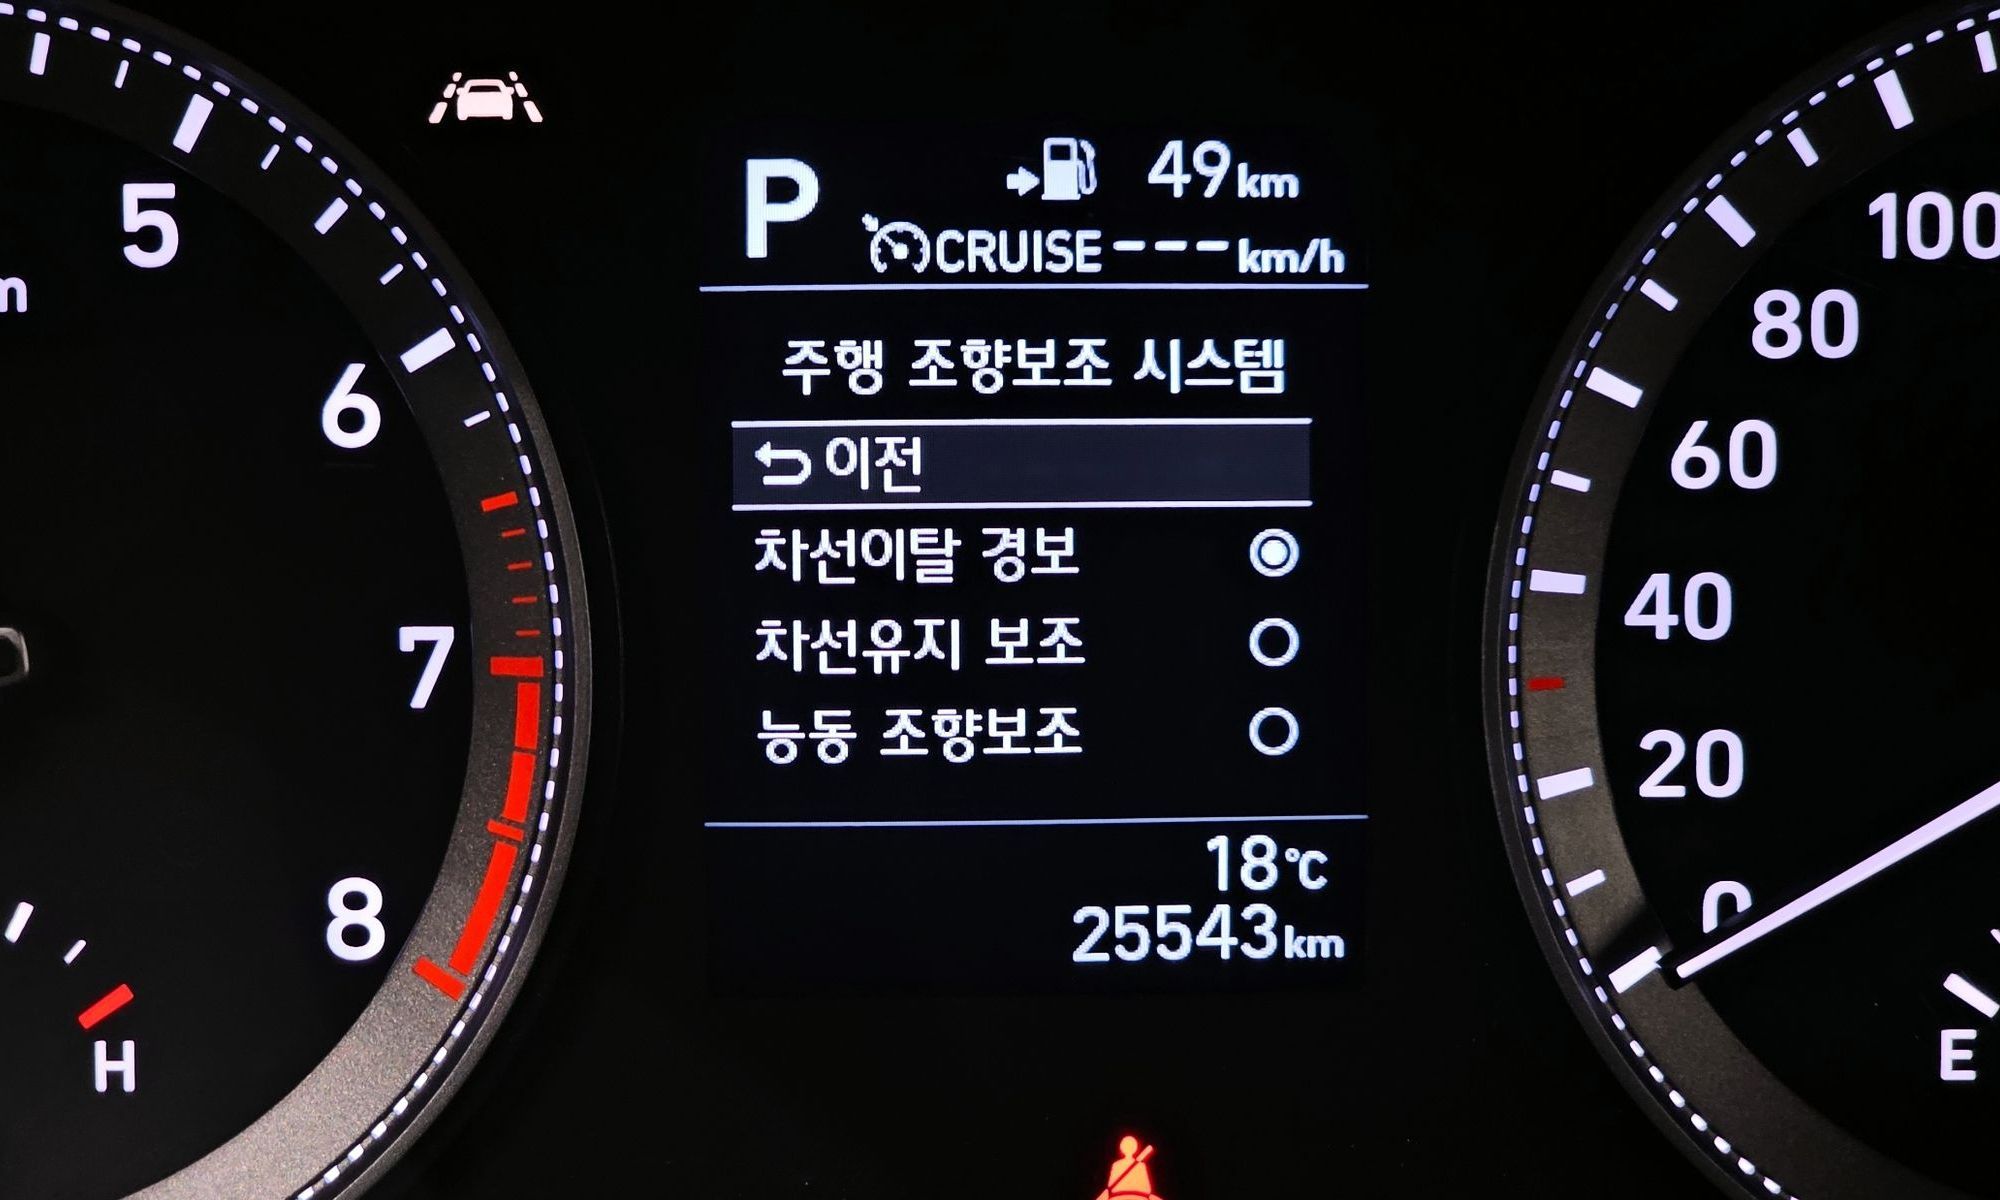 P
49km
CRUISE---km/h
주행 조향보조 시스템
이전
차선이탈 경보
차선유지 보조
능동 조향보조
18℃
25543km
5
6
7
8
H
100
80
60
40
20
0
E